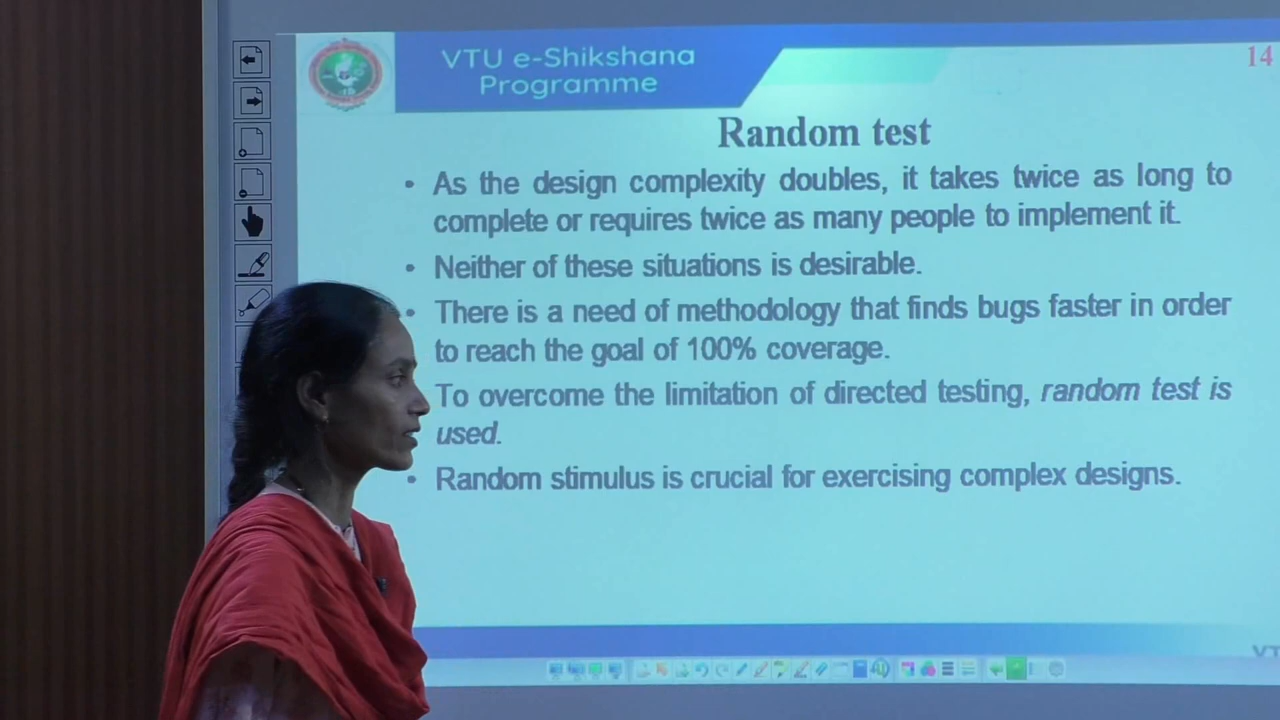 VTU e-Shikshana
Programme
14
Random test
• As the design complexity doubles, it takes twice as long to
complete or requires twice as many people to implement it.
• Neither of these situations is desirable.
• There is a need of methodology that finds bugs faster in order
to reach the goal of 100% coverage.
To overcome the limitation of directed testing, random test is
used.
• Random stimulus is crucial for exercising complex designs.